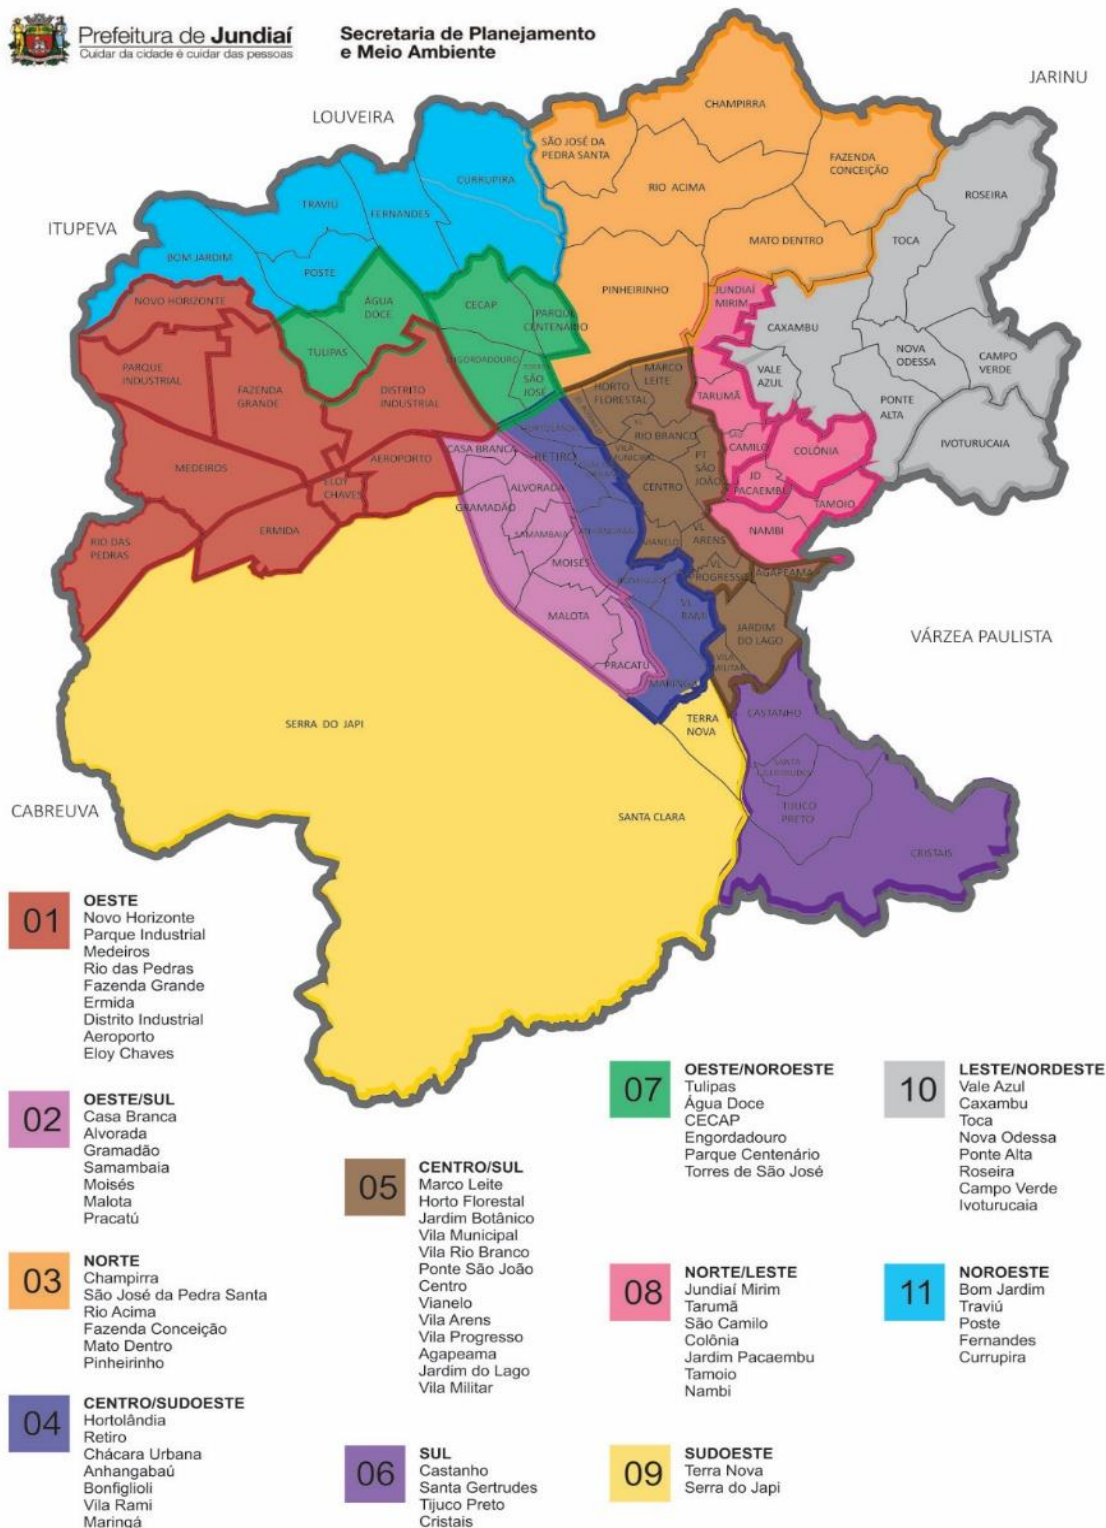 Prefeitura de Jundiaí
Cuidar da cidade é cuidar das pessoas
Secretaria de Planejamento
e Meio Ambiente
JARINU
LOUVEIRA
ITUPEVA
CHAMPIRRA
SÃO JOSÉ DA
PEDRA SANTA
FAZENDA
CONCEIÇÃO
RIO ACIMA
CURRUPIRA
ROSEIRA
TRAVIU
FERNANDES
TOCA
MATO DENTRO
BOM JARDIM
POSTE
PINHEIRINHO
JUNDIAÍ
MIRIM
NOVO HORIZONTE
ÁGUA
DOCE
CECAP
PARQUE
CENTENÁRIO
CAXAMBU
NOVA
ODESSA
CAMPO
VERDE
TULIPAS
ENGORDADOURO
PARQUE
INDUSTRIAL
FAZENDA
GRANDE
DISTRITO
INDUSTRIAL
SÃO
JOSÉ
MARCO
LEITE
HORTO
FLORESTAL
VALE
AZUL
TARUMÃ
PONTE
ALTA
IVOTURUCAIA
RIO BRANCO
CASA BRANCA
RETIRO
CAMILO
COLÔNIA
MEDEIROS
AEROPORTO
PT
SÃO
JOÃO
ELOY
CHAVES
ALVORADA
CENTRO
JD
PACAEMBU
TAMOIO
GRAMADÃO
ERMIDA
SAMAMBAIA
VIANELO
VL
ARENS
NAMBI
RIO DAS
PEDRAS
MOISÉS
VL
PROGRESSO
AGAPEAMA
MALOTA
VL
RAMI
JARDIM
DO LAGO
VÁRZEA PAULISTA
PRACATU
VILA
MILITAR
MARINGÁ
SERRA DO JAPI
TERRA
NOVA
CASTANHO
SANTA
GERTRUDES
TIJUCO
PRETO
CABREUVA
SANTA CLARA
CRISTAIS
01
OESTE
Novo Horizonte
Parque Industrial
Medeiros
Rio das Pedras
Fazenda Grande
Ermida
Distrito Industrial
Aeroporto
Eloy Chaves
02
OESTE/SUL
Casa Branca
Alvorada
Gramadão
Samambaia
Moisés
Malota
Pracatú
03
NORTE
Champirra
São José da Pedra Santa
Rio Acima
Fazenda Conceição
Mato Dentro
Pinheirinho
04
CENTRO/SUDOESTE
Hortolândia
Retiro
Chácara Urbana
Anhangabaú
Bonfiglioli
Vila Rami
Maringá
05
CENTRO/SUL
Marco Leite
Horto Florestal
Jardim Botânico
Vila Municipal
Vila Rio Branco
Ponte São João
Centro
Vianelo
Vila Arens
Vila Progresso
Agapeama
Jardim do Lago
Vila Militar
06
SUL
Castanho
Santa Gertrudes
Tijuco Preto
Cristais
07
OESTE/NOROESTE
Tulipas
Água Doce
CECAP
Engordadouro
Parque Centenário
Torres de São José
08
NORTE/LESTE
Jundiaí Mirim
Tarumã
São Camilo
Colônia
Jardim Pacaembu
Tamoio
Nambi
09
SUDOESTE
Terra Nova
Serra do Japi
10
LESTE/NORDESTE
Vale Azul
Caxambu
Toca
Nova Odessa
Ponte Alta
Roseira
Campo Verde
Ivoturucaia
11
NOROESTE
Bom Jardim
Traviú
Poste
Fernandes
Currupira